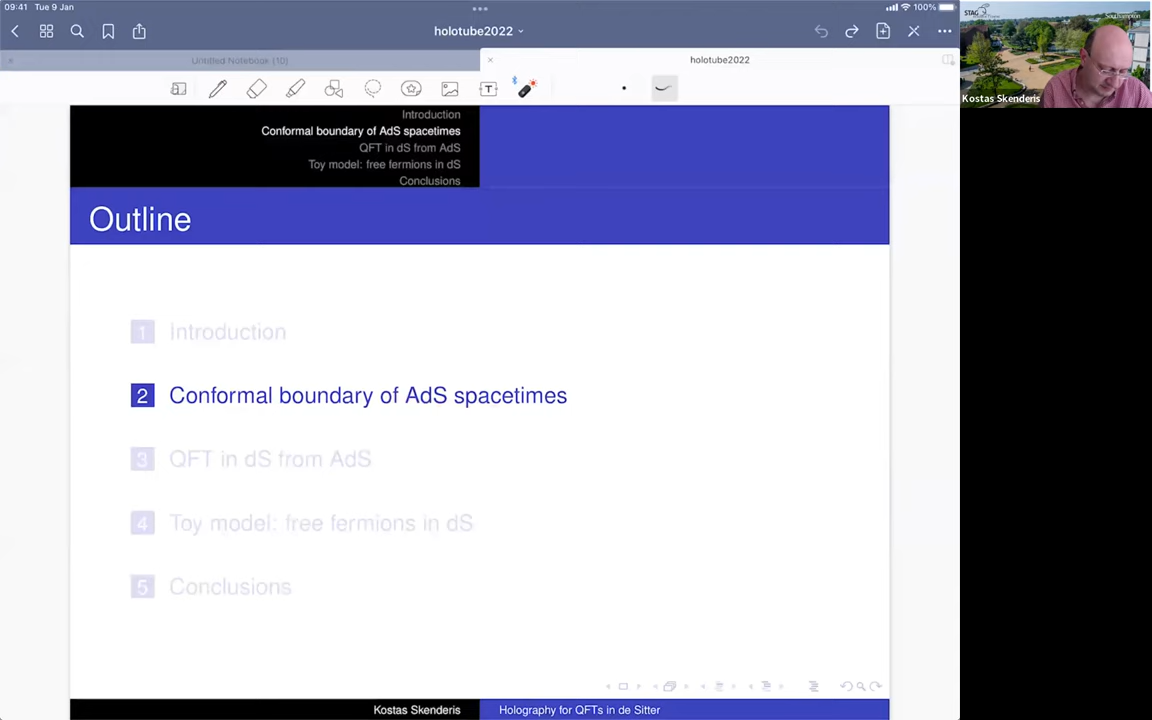 09:41 Tue 9 Jan
100%
holotube2022
Untitled Notebook (10)
holotube2022
STAG
Southampton
Kostas Skenderis
Introduction
Conformal boundary of AdS spacetimes
QFT in dS from AdS
Toy model: free fermions in dS
Conclusions
Outline
1 Introduction
2 Conformal boundary of AdS spacetimes
3 QFT in dS from AdS
4 Toy model: free fermions in dS
5 Conclusions
Kostas Skenderis
Holography for QFTs in de Sitter